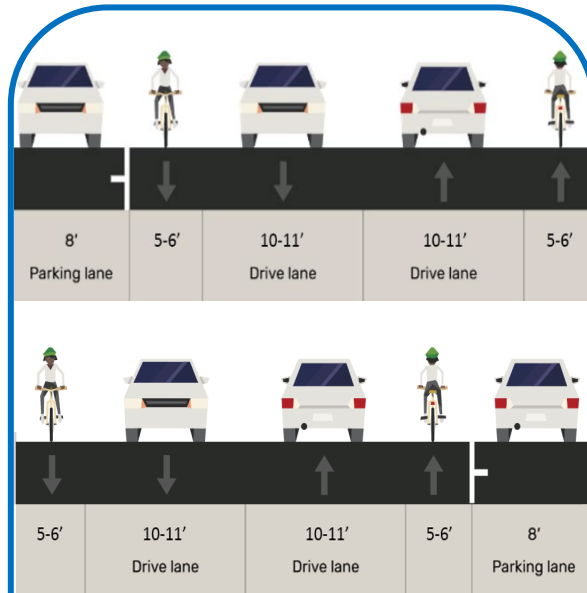 8' 5-6' 10-11' 10-11' 5-6'
Parking lane Drive lane Drive lane
5-6' 10-11' 10-11' 5-6' 8'
Drive lane Drive lane Parking lane